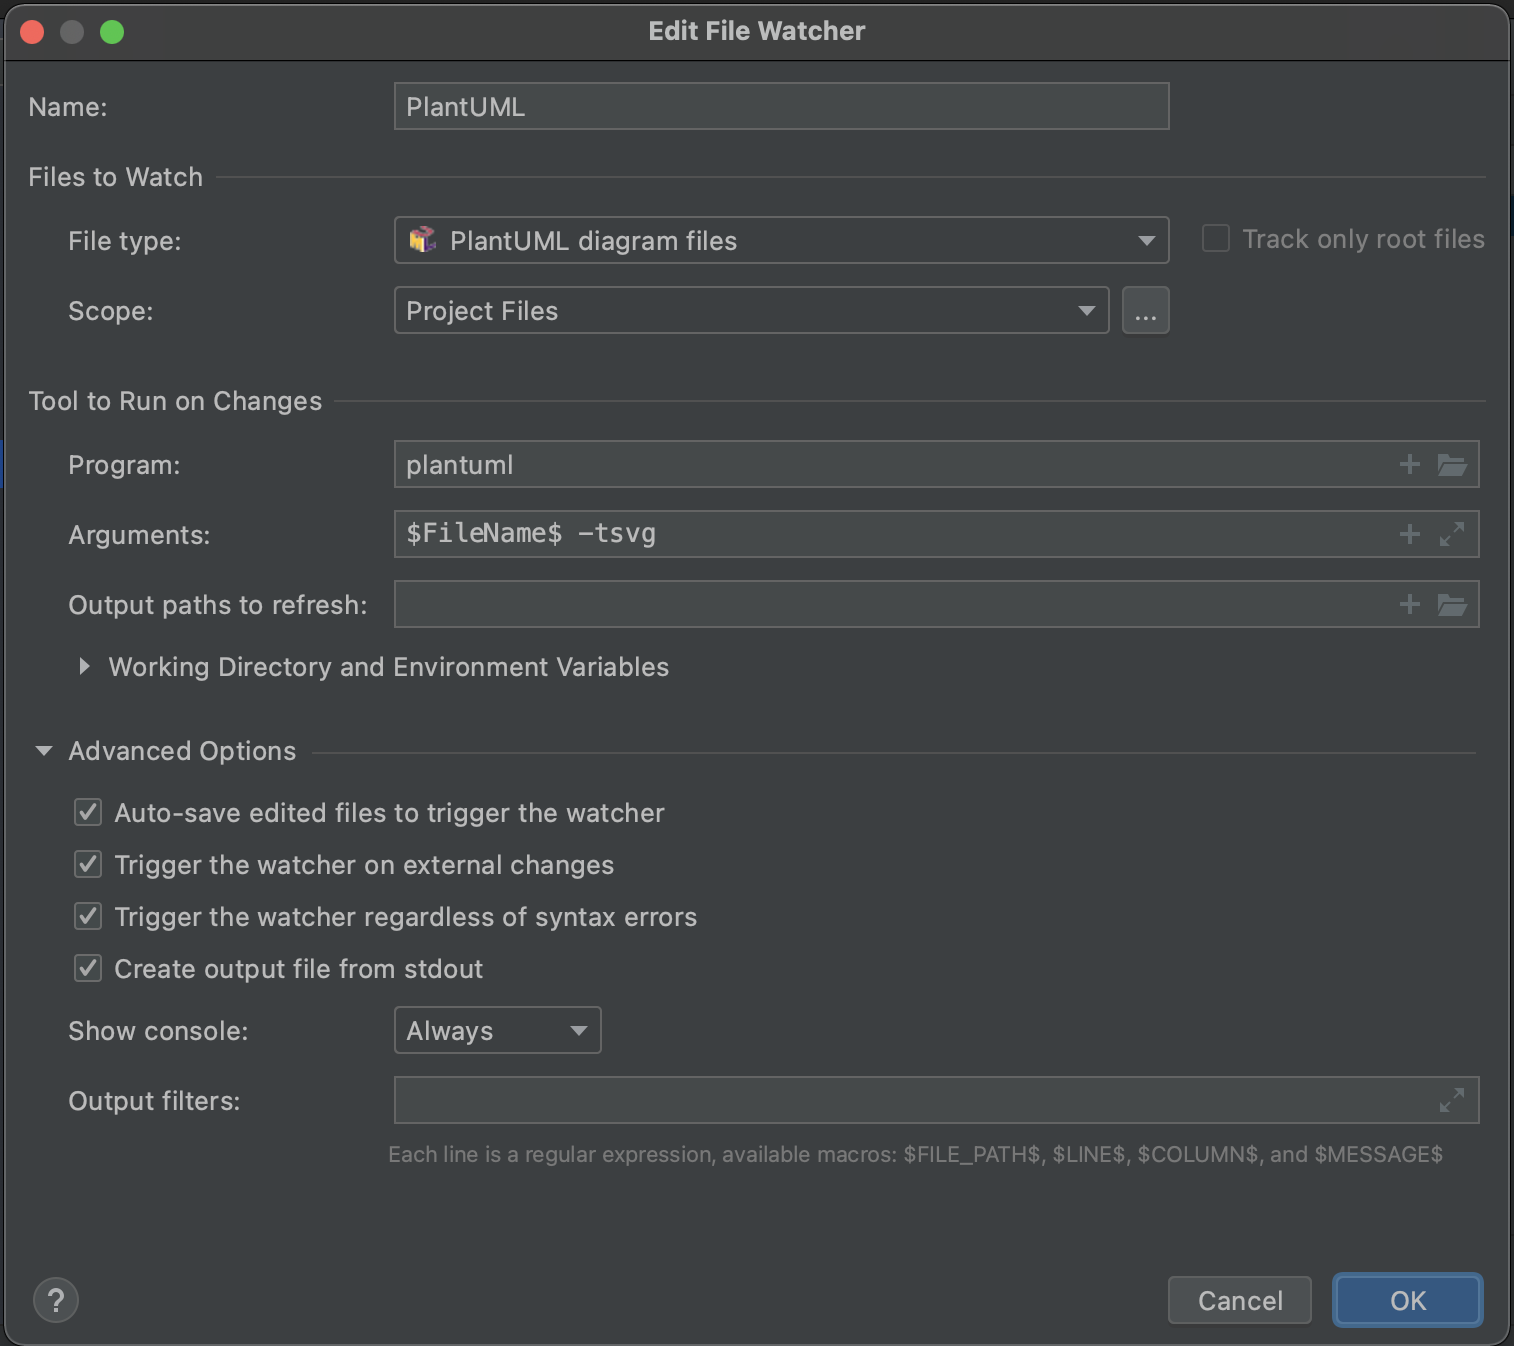 Edit File Watcher
Name: PlantUML
Files to Watch
File type: PlantUML diagram files Track only root files
Scope: Project Files ...
Tool to Run on Changes
Program: plantuml
Arguments: $FileName$ -tsvg
Output paths to refresh:
Working Directory and Environment Variables
Advanced Options
Auto-save edited files to trigger the watcher
Trigger the watcher on external changes
Trigger the watcher regardless of syntax errors
Create output file from stdout
Show console: Always
Output filters:
Each line is a regular expression, available macros: $FILE_PATH$, $LINE$, $COLUMN$, and $MESSAGE$
? Cancel OK